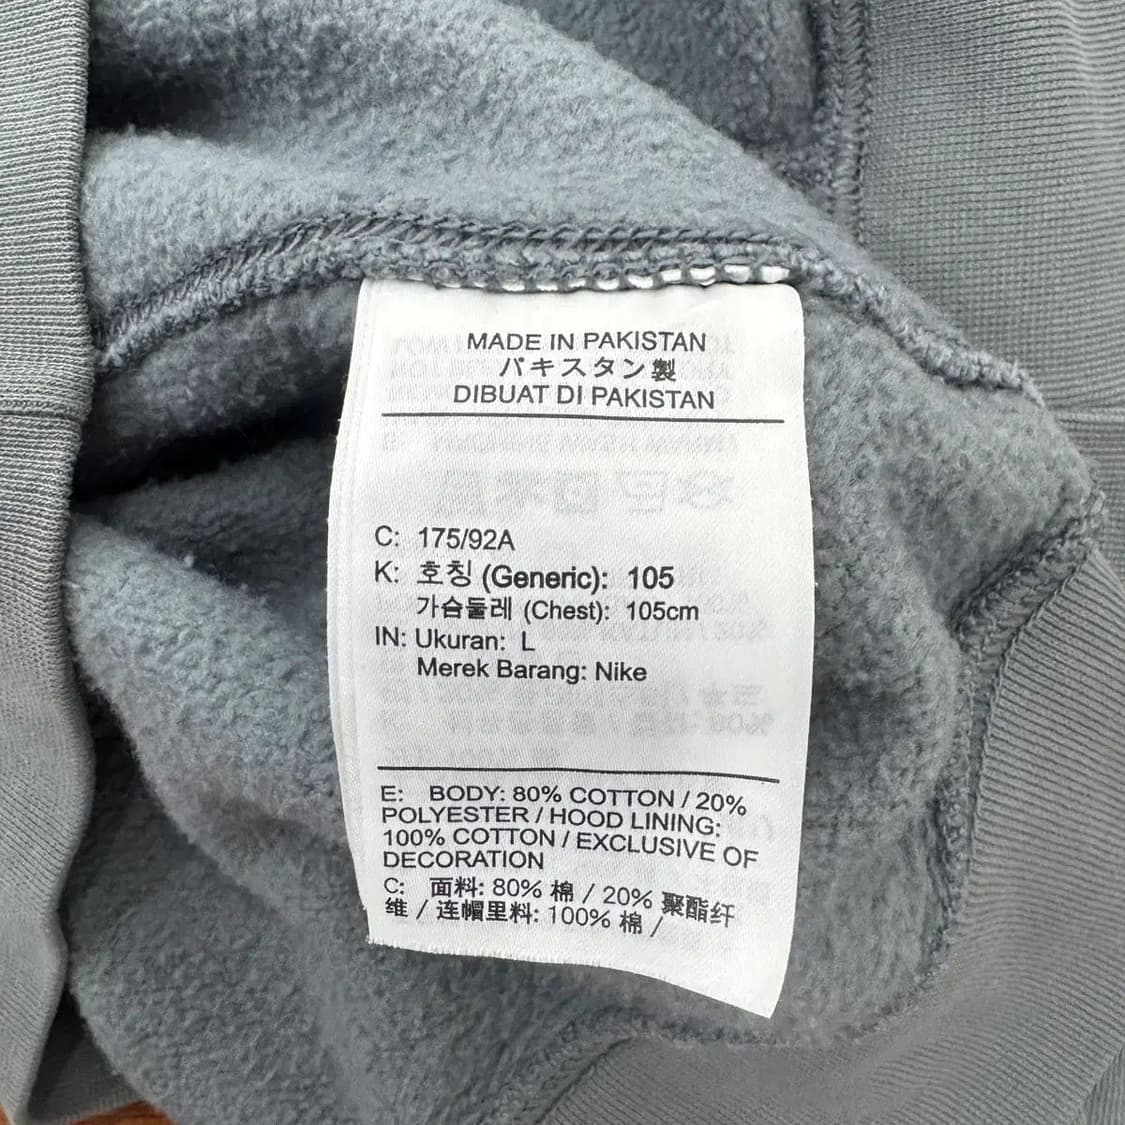 MADE IN PAKISTAN
パキスタン製
DIBUAT DI PAKISTAN
C: 175/92A
K: 호칭 (Generic): 105
가슴둘레 (Chest): 105cm
IN: Ukuran: L
Merek Barang: Nike
E: BODY: 80% COTTON / 20%
POLYESTER / HOOD LINING:
100% COTTON / EXCLUSIVE OF
DECORATION
C: 面料: 80% 棉 / 20% 聚酯纤
维 / 连帽里料: 100% 棉 /